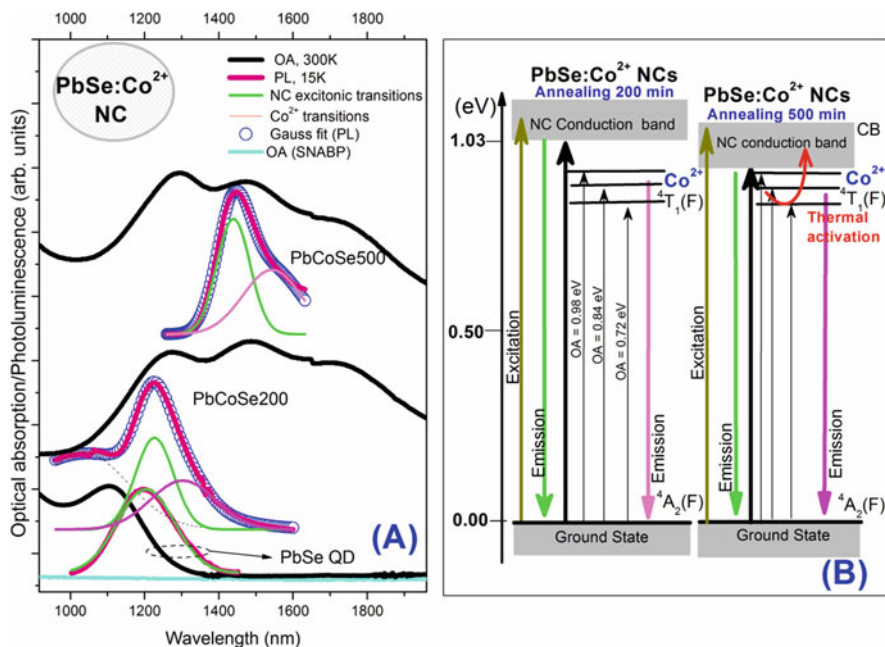 1000 1200 1400 1600 1800
PbSe:Co²⁺
NC
OA, 300K
PL, 15K
NC excitonic transitions
Co²⁺ transitions
Gauss fit (PL)
OA (SNABP)
PbCoSe500
PbCoSe200
(A)
PbSe QD
Optical absorption/Photoluminescence (arb. units)
1000 1200 1400 1600 1800
Wavelength (nm)
PbSe:Co²⁺ NCs
Annealing 200 min
(eV)
NC Conduction band
1.03
0.50
0.00
Excitation
Emission
OA = 0.98 eV
OA = 0.84 eV
OA = 0.72 eV
Emission
Co²⁺
⁴T₁(F)
⁴A₂(F)
Ground State
PbSe:Co²⁺ NCs
Annealing 500 min
CB
NC conduction band
Co²⁺
⁴T₁(F)
Thermal
activation
Excitation
Emission
Emission
⁴A₂(F)
Ground State
(B)